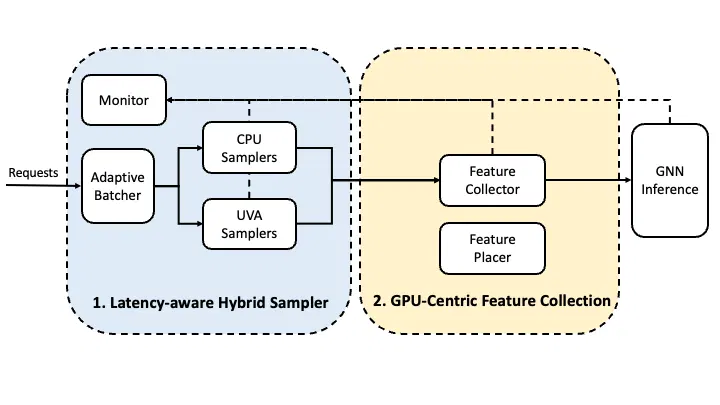 Monitor
Requests
Adaptive
Batcher
CPU
Samplers
UVA
Samplers
1. Latency-aware Hybrid Sampler
Feature
Collector
Feature
Placer
2. GPU-Centric Feature Collection
GNN
Inference